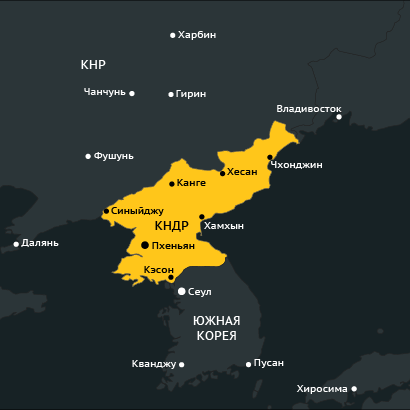 Харбин
КНР
Чанчунь
Гирин
Владивосток
Фушунь
Чхонджин
Хесан
Канге
Синыйджу
КНДР
Хамхын
Далянь
Пхеньян
Кэсон
Сеул
ЮЖНАЯ
КОРЕЯ
Кванджу
Пусан
Хиросима